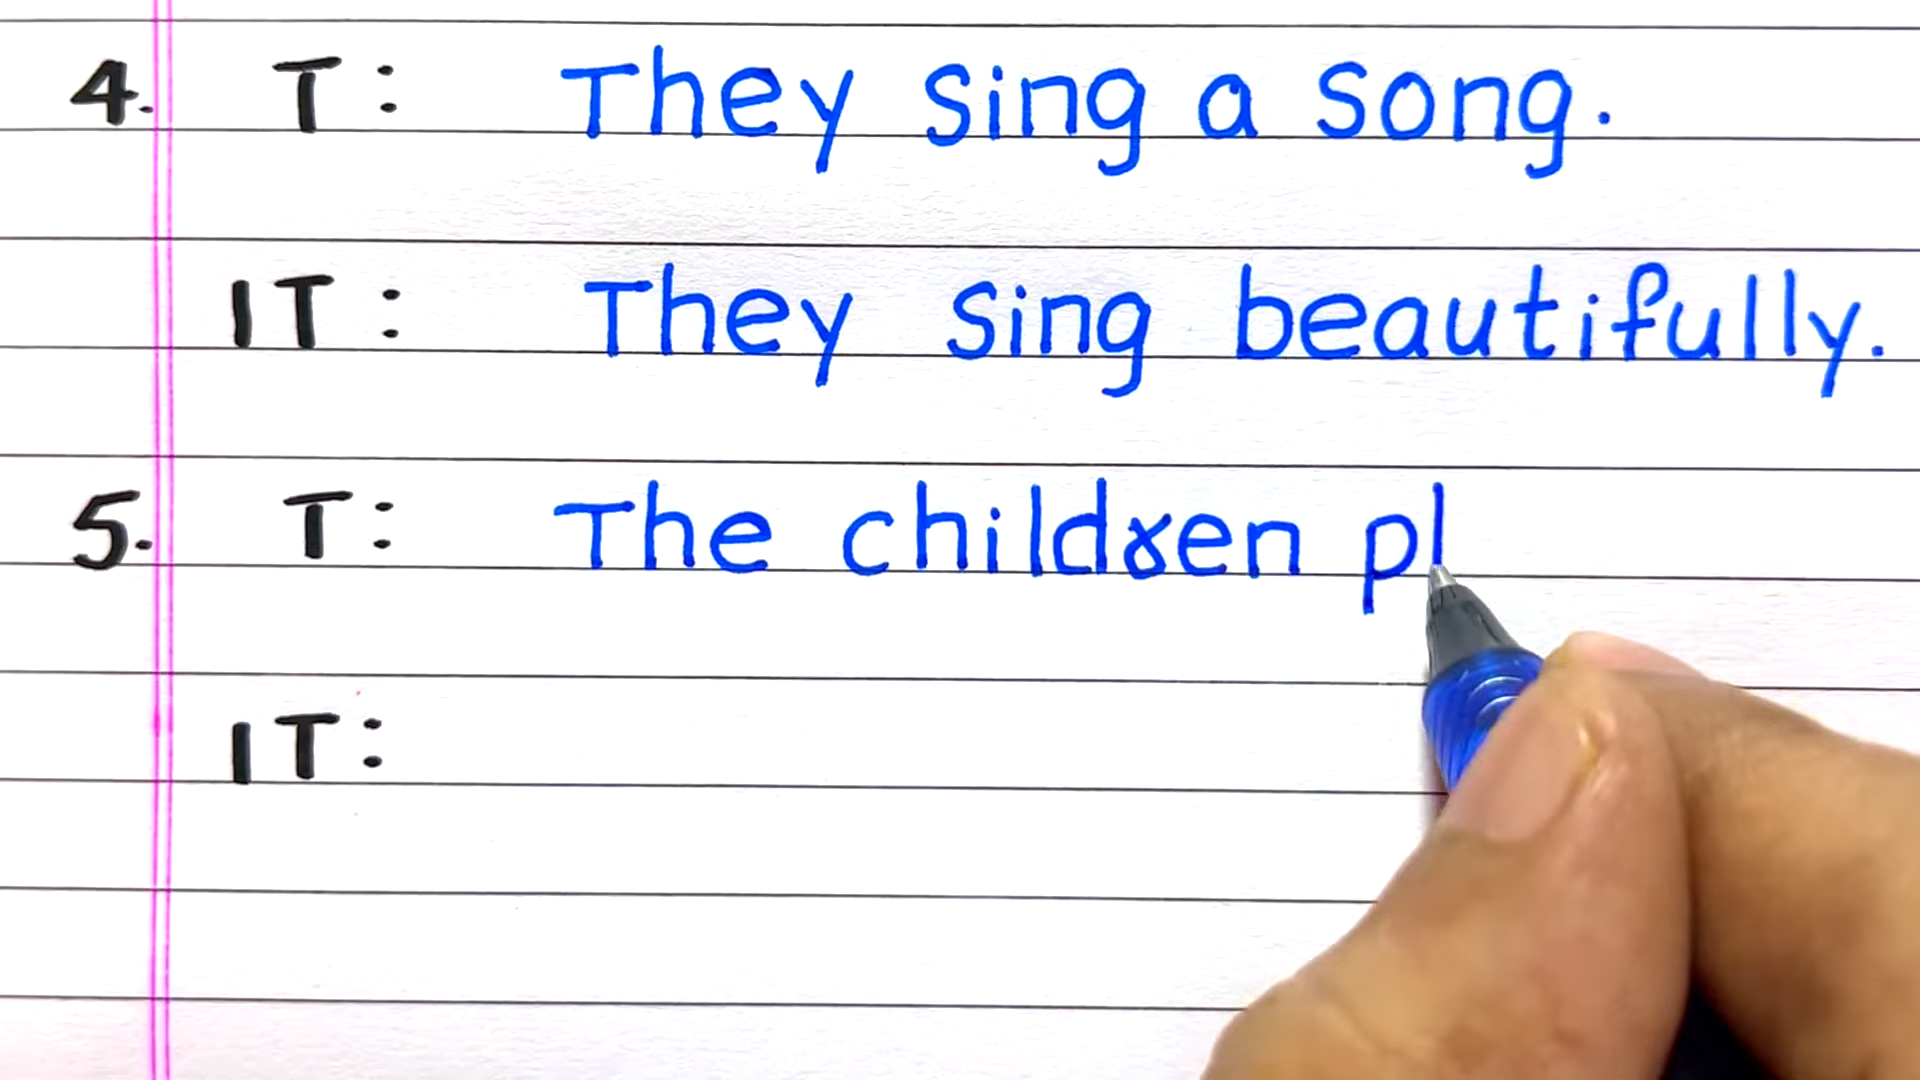 4. T: They sing a song.
IT: They sing beautifully.
5. T: The children pl
IT: